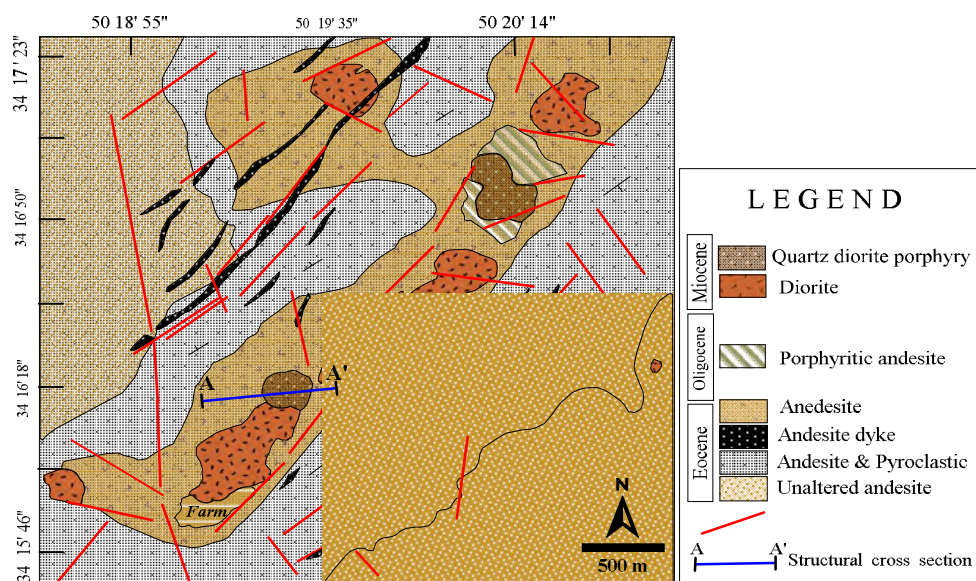 50 18'55"
50 19'35"
50 20'14"
34 17'23"
34 16'50"
34 16'18"
34 15'46"
A
A'
Farm
N
500 m
LEGEND
Miocene
Quartz diorite porphyry
Diorite
Oligocene
Porphyritic andesite
Eocene
Anedesite
Andesite dyke
Andesite & Pyroclastic
Unaltered andesite
A
A'
Structural cross section